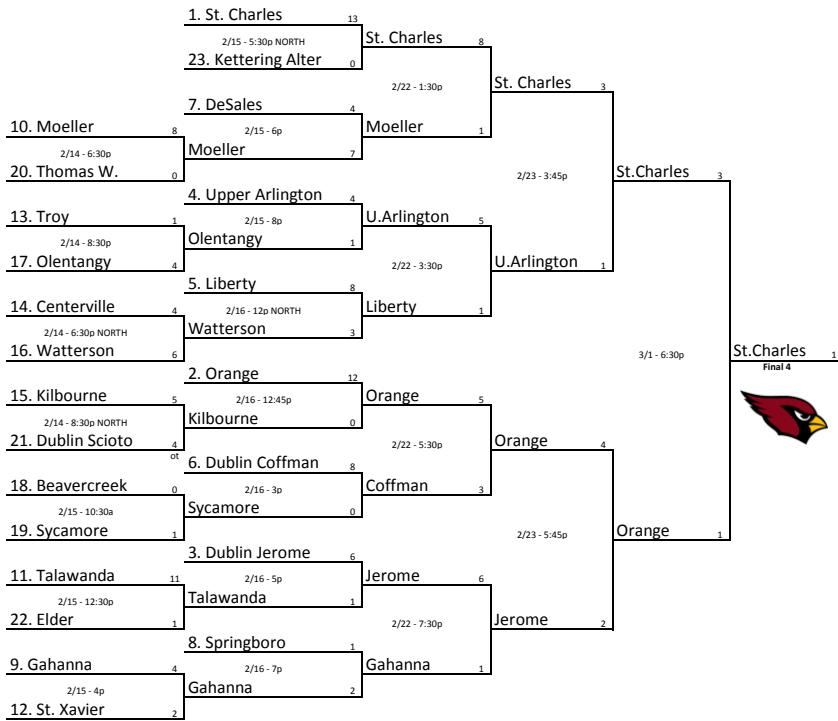 1. St. Charles 13
2/15 - 5:30p NORTH St. Charles 8
23. Kettering Alter 0
2/22 - 1:30p St. Charles 3
7. DeSales 4
10. Moeller 8 2/15 - 6p Moeller 1
2/14 - 6:30p Moeller 7
20. Thomas W. 0 2/23 - 3:45p St.Charles 3
4. Upper Arlington 4
13. Troy 1 2/15 - 8p U.Arlington 5
2/14 - 8:30p Olentangy 1
17. Olentangy 4 2/22 - 3:30p U.Arlington 1
5. Liberty 8
14. Centerville 4 2/16 - 12p NORTH Liberty 1
2/14 - 6:30p NORTH Watterson 3
16. Watterson 6 3/1 - 6:30p St.Charles 1
Final 4
2. Orange 12
15. Kilbourne 5 2/16 - 12:45p Orange 5
2/14 - 8:30p NORTH Kilbourne 0
21. Dublin Scioto 4 2/22 - 5:30p Orange 4
ot
6. Dublin Coffman 8
18. Beavercreek 0 2/16 - 3p Coffman 3
2/15 - 10:30a Sycamore 0
19. Sycamore 1 2/23 - 5:45p Orange 1
3. Dublin Jerome 6
11. Talawanda 11 2/16 - 5p Jerome 6
2/15 - 12:30p Talawanda 1
22. Elder 1 2/22 - 7:30p Jerome 2
8. Springboro 1
9. Gahanna 4 2/16 - 7p Gahanna 1
2/15 - 4p Gahanna 2
12. St. Xavier 2